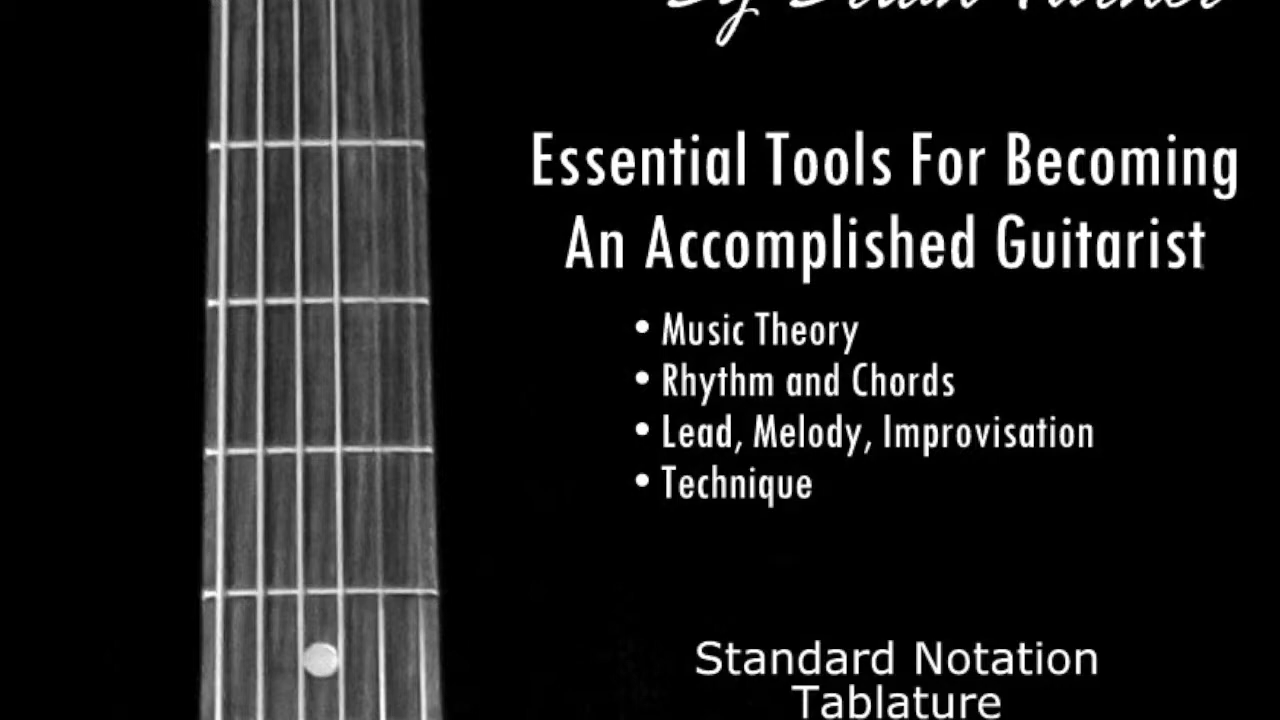 By
Essential Tools For Becoming
An Accomplished Guitarist
• Music Theory
• Rhythm and Chords
• Lead, Melody, Improvisation
• Technique
Standard Notation
Tablature